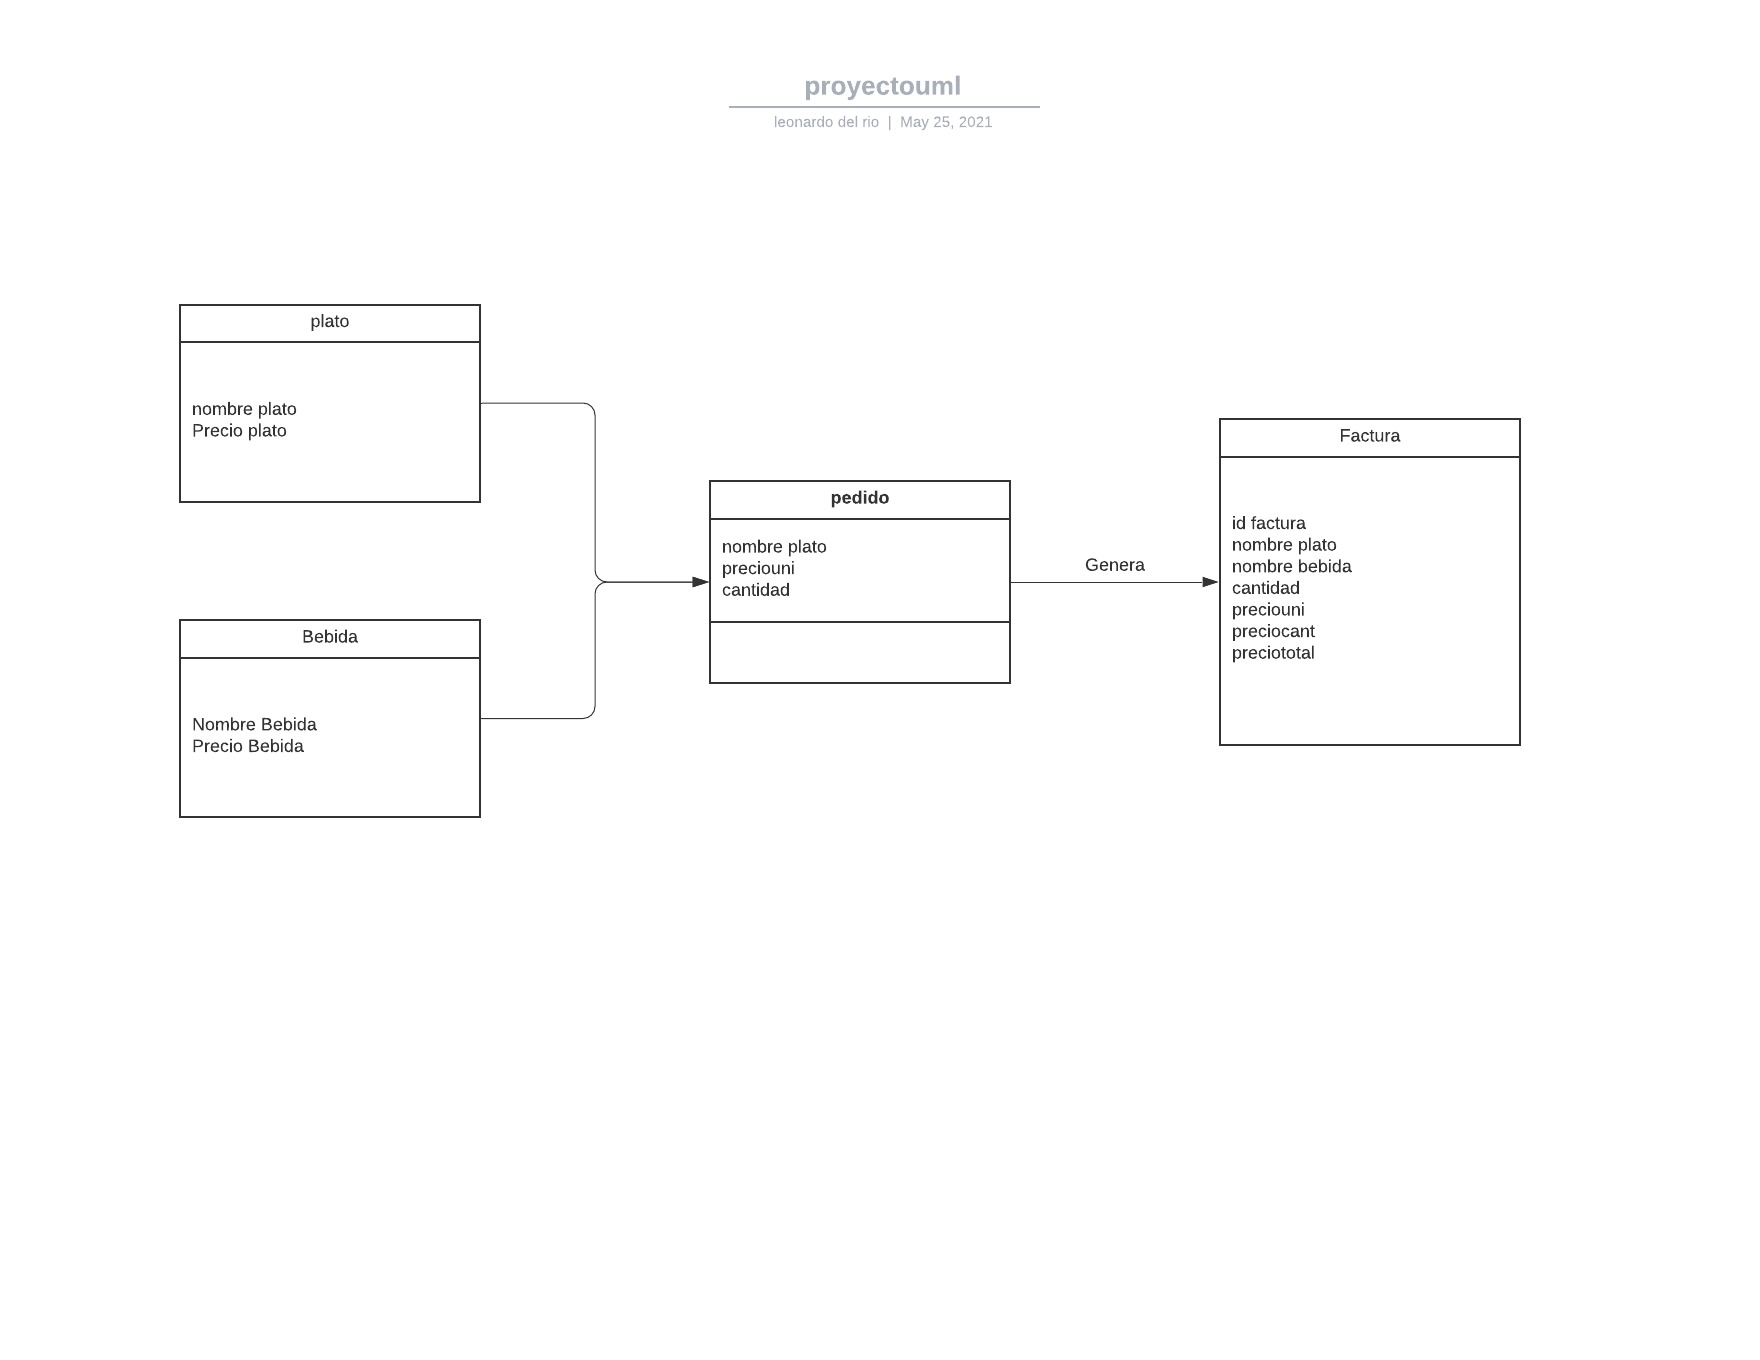 proyectouml
leonardo del rio | May 25, 2021
plato
nombre plato
Precio plato
Bebida
Nombre Bebida
Precio Bebida
pedido
nombre plato
preciouni
cantidad
Genera
Factura
id factura
nombre plato
nombre bebida
cantidad
preciouni
preciocant
preciototal